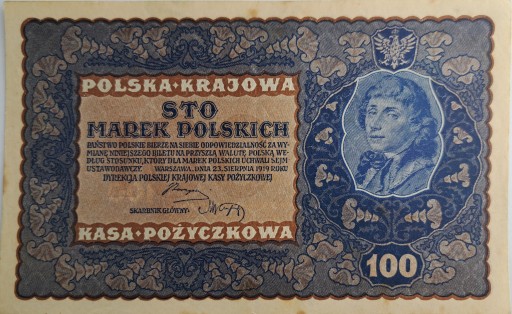 POLSKA KRAJOWA
STO
MAREK POLSKICH
PAŃSTWO POLSKIE BIERZE NA SIEBIE ODPOWIEDZIALNOŚĆ ZA WY-
MIANĘ NINIEJSZEGO BILETU NA PRZYSZŁĄ WALUTĘ POLSKĄ, WE-
DŁUG STOSUNKU, KTÓRY DLA MAREK POLSKICH UCHWALI SEJM
USTAWODAWCZY. WARSZAWA, DNIA 23 SIERPNIA 1919 ROKU
DYREKCJA POLSKIEJ KRAJOWEJ KASY POŻYCZKOWEJ
SKARBNIK GŁÓWNY:
KASA POŻYCZKOWA
100